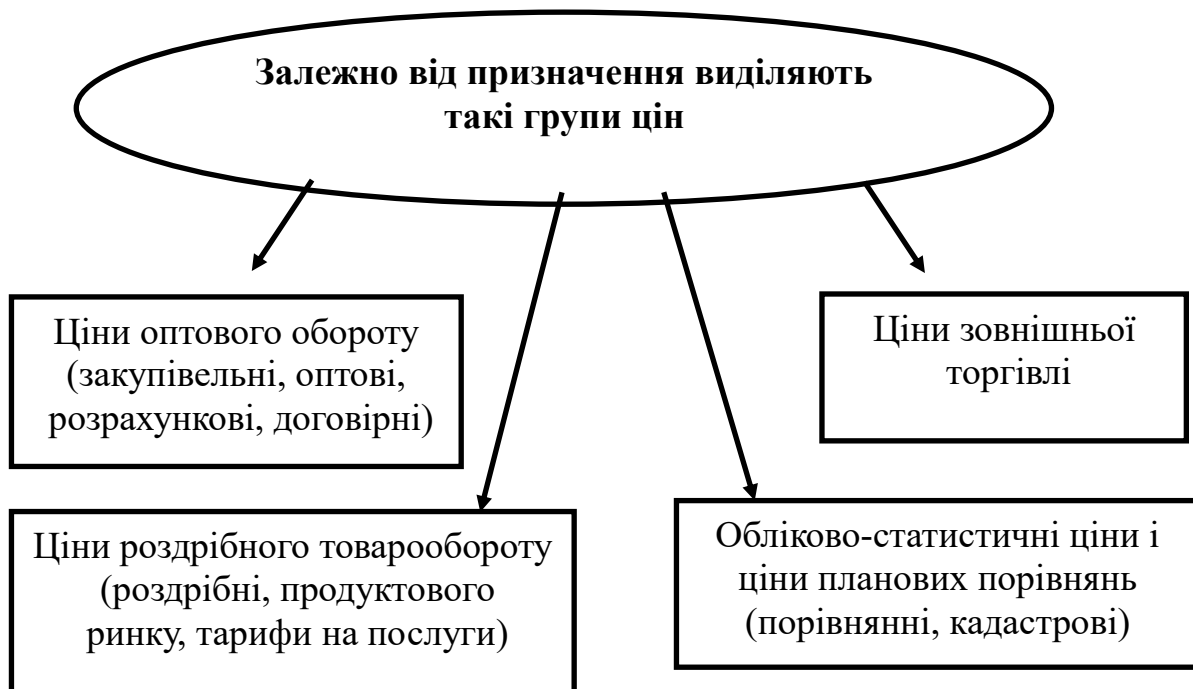 Залежно від призначення виділяють
такі групи цін
Ціни оптового обороту
(закупівельні, оптові,
розрахункові, договірні)
Ціни зовнішньої
торгівлі
Ціни роздрібного товарообороту
(роздрібні, продуктового
ринку, тарифи на послуги)
Обліково-статистичні ціни і
ціни планових порівнянь
(порівнянні, кадастрові)